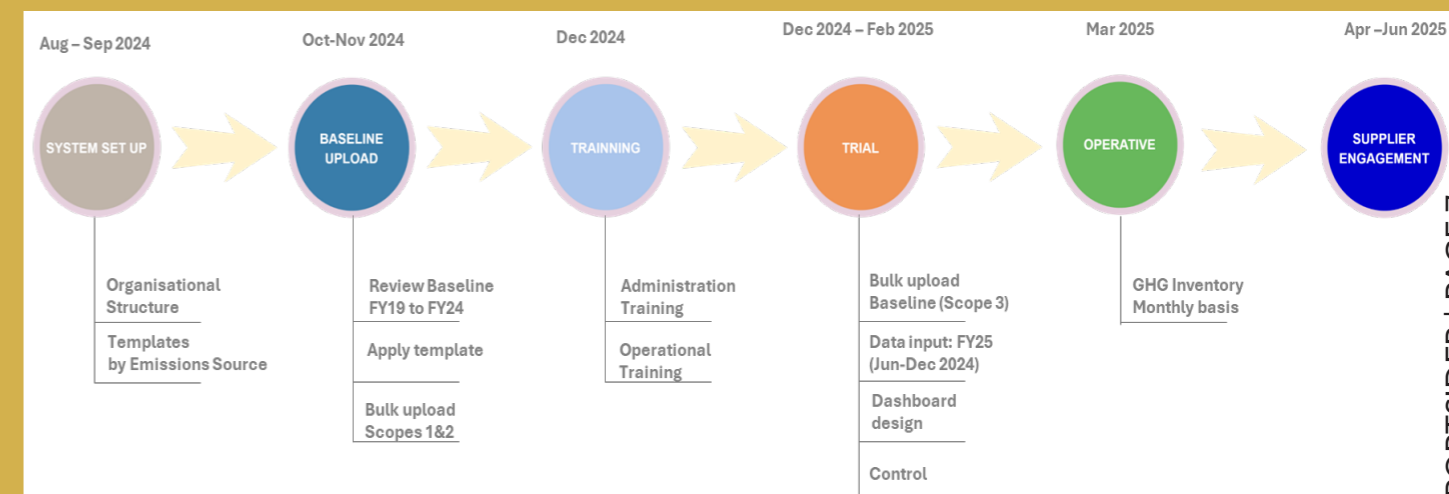 Aug – Sep 2024
Oct-Nov 2024
Dec 2024
Dec 2024 – Feb 2025
Mar 2025
Apr –Jun 2025
SYSTEM SET UP
BASELINE
UPLOAD
TRAINNING
TRIAL
OPERATIVE
SUPPLIER
ENGAGEMENT
Organisational
Structure
Templates
by Emissions Source
Review Baseline
FY19 to FY24
Apply template
Bulk upload
Scopes 1&2
Administration
Training
Operational
Training
Bulk upload
Baseline (Scope 3)
Data input: FY25
(Jun-Dec 2024)
Dashboard
design
Control
GHG Inventory
Monthly basis